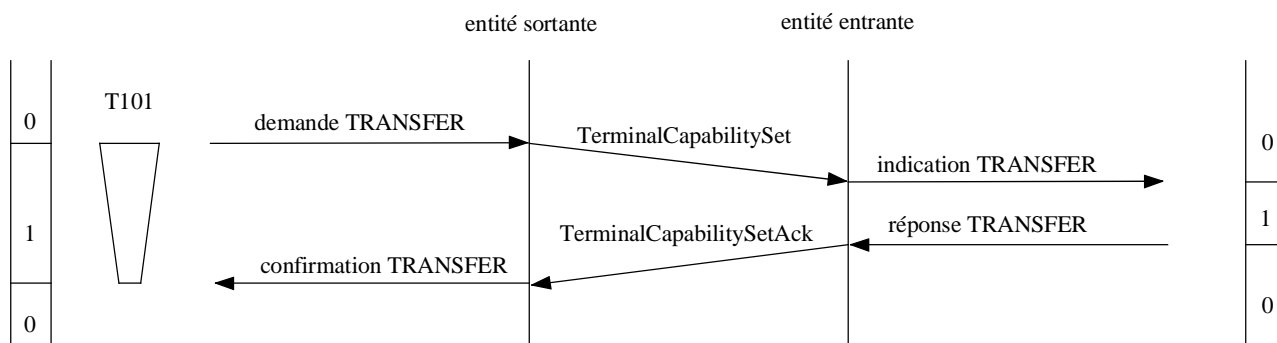 entité sortante
entité entrante
T101
0
demande TRANSFER
TerminalCapabilitySet
0
indication TRANSFER
1
TerminalCapabilitySetAck
réponse TRANSFER
1
confirmation TRANSFER
0
0